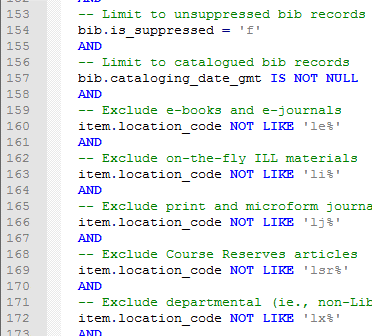 153 -- Limit to unsuppressed bib records
154 bib.is_suppressed = 'f'
155 AND
156 -- Limit to catalogued bib records
157 bib.cataloging_date_gmt IS NOT NULL
158 AND
159 -- Exclude e-books and e-journals
160 item.location_code NOT LIKE 'le%'
161 AND
162 -- Exclude on-the-fly ILL materials
163 item.location_code NOT LIKE 'li%'
164 AND
165 -- Exclude print and microform journa
166 item.location_code NOT LIKE 'lj%'
167 AND
168 -- Exclude Course Reserves articles
169 item.location_code NOT LIKE 'lsr%'
170 AND
171 -- Exclude departmental (ie., non-Lib
172 item.location_code NOT LIKE 'lx%'
173 AND